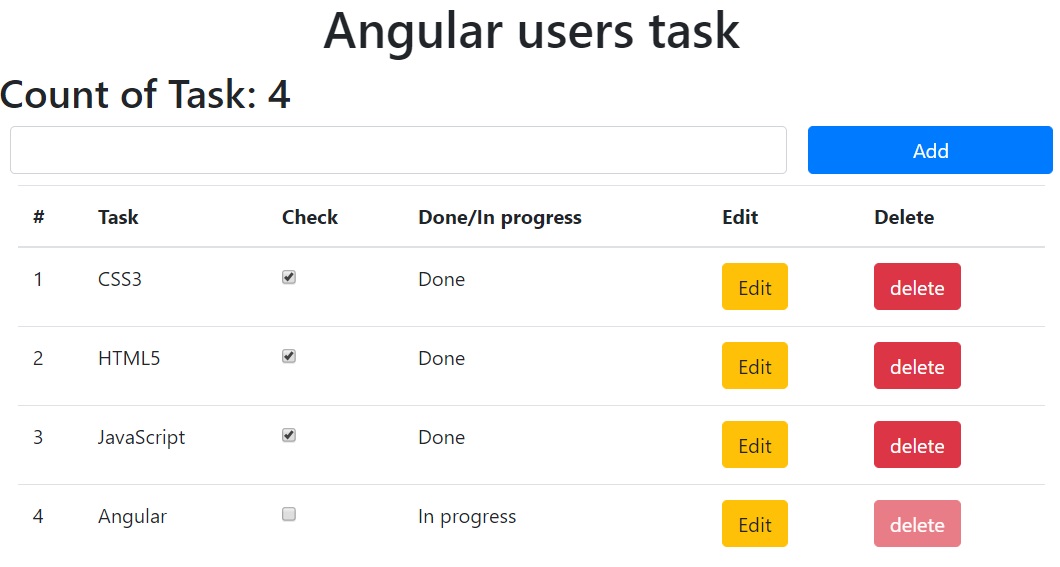 Angular users task
Count of Task: 4
Add
# Task Check Done/In progress Edit Delete
1 CSS3 Done Edit delete
2 HTML5 Done Edit delete
3 JavaScript Done Edit delete
4 Angular In progress Edit delete